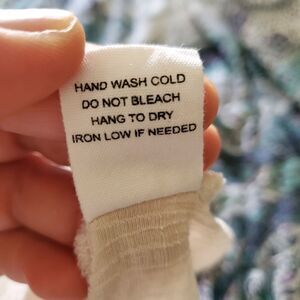 HAND WASH COLD
DO NOT BLEACH
HANG TO DRY
IRON LOW IF NEEDED